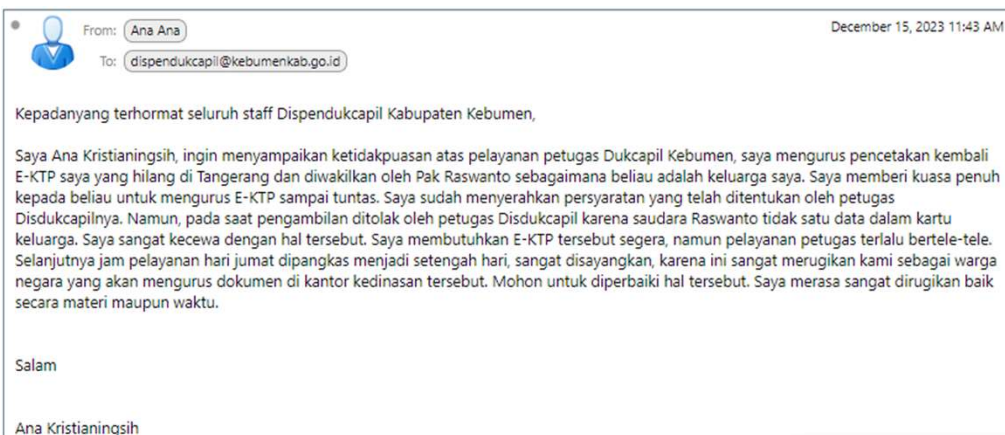 From: Ana Ana
December 15, 2023 11:43 AM
To: dispendukcapil@kebumenkab.go.id
Kepadanyang terhormat seluruh staff Dispendukcapil Kabupaten Kebumen,
Saya Ana Kristianingsih, ingin menyampaikan ketidakpuasan atas pelayanan petugas Dukcapil Kebumen, saya mengurus pencetakan kembali
E-KTP saya yang hilang di Tangerang dan diwakilkan oleh Pak Raswanto sebagaimana beliau adalah keluarga saya. Saya memberi kuasa penuh
kepada beliau untuk mengurus E-KTP sampai tuntas. Saya sudah menyerahkan persyaratan yang telah ditentukan oleh petugas
Disdukcapilnya. Namun, pada saat pengambilan ditolak oleh petugas Disdukcapil karena saudara Raswanto tidak satu data dalam kartu
keluarga. Saya sangat kecewa dengan hal tersebut. Saya membutuhkan E-KTP tersebut segera, namun pelayanan petugas terlalu bertele-tele.
Selanjutnya jam pelayanan hari jumat dipangkas menjadi setengah hari, sangat disayangkan, karena ini sangat merugikan kami sebagai warga
negara yang akan mengurus dokumen di kantor kedinasan tersebut. Mohon untuk diperbaiki hal tersebut. Saya merasa sangat dirugikan baik
secara materi maupun waktu.
Salam
Ana Kristianingsih